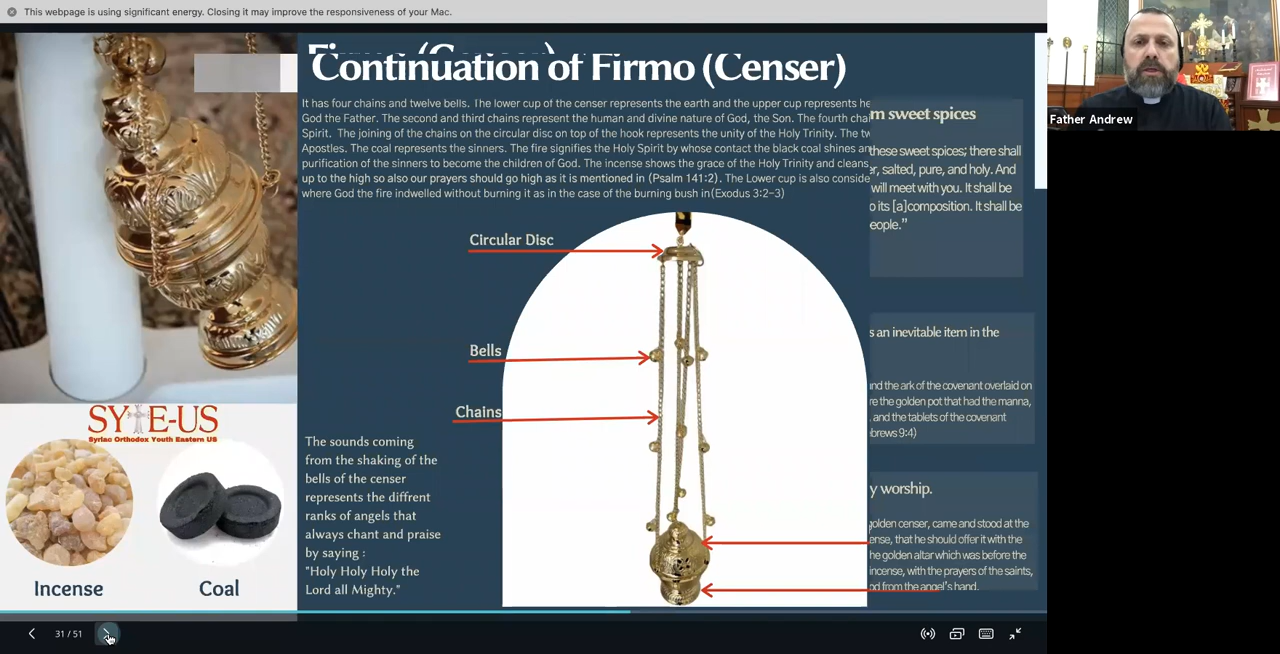 This webpage is using significant energy. Closing it may improve the responsiveness of your Mac.
Continuation of Firmo (Censer)
It has four chains and twelve bells. The lower cup of the censer represents the earth and the upper cup represents he
God the Father. The second and third chains represent the human and divine nature of God, the Son. The fourth chai
Spirit. The joining of the chains on the circular disc on top of the hook represents the unity of the Holy Trinity. The tw
Apostles. The coal represents the sinners. The fire signifies the Holy Spirit by whose contact the black coal shines an
purification of the sinners to become the children of God. The incense shows the grace of the Holy Trinity and cleans
up to the high so also our prayers should go high as it is mentioned in (Psalm 141:2). The Lower cup is also conside
where God the fire indwelled without burning it as in the case of the burning bush in(Exodus 3:2-3)
Circular Disc
Bells
Chains
The sounds coming
from the shaking of the
bells of the censer
represents the diffrent
ranks of angels that
always chant and praise
by saying :
"Holy Holy Holy the
Lord all Mighty."
m sweet spices
these sweet spices; there shall
er, salted, pure, and holy. And
will meet with you. It shall be
o its [a]composition. It shall be
eople.”
s an inevitable item in the
and the ark of the covenant overlaid on
re the golden pot that had the manna,
, and the tablets of the covenant
brews 9:4)
y worship.
golden censer, came and stood at the
ense, that he should offer it with the
he golden altar which was before the
incense, with the prayers of the saints,
od from the angel's hand.
SY E-US
Syriac Orthodox Youth Eastern US
Incense
Coal
31 / 51
Father Andrew